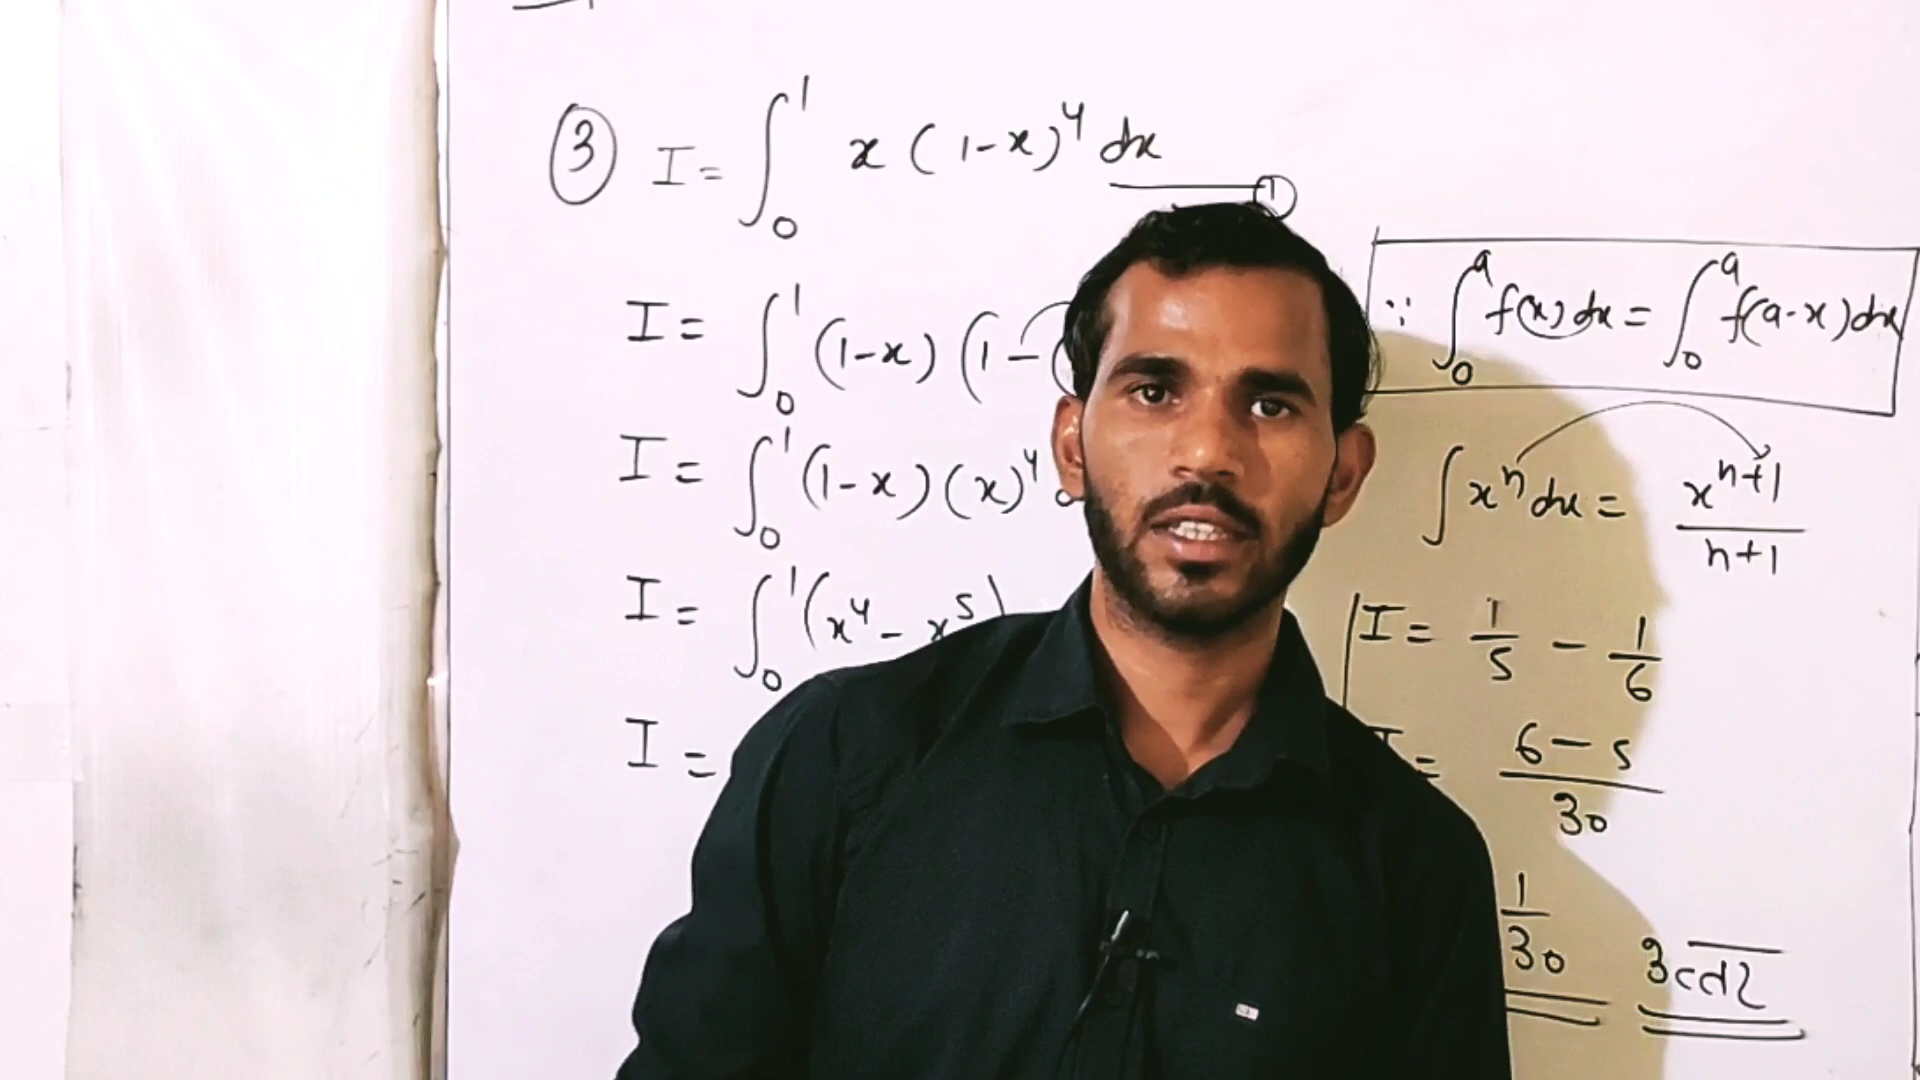 ③ I = ∫₀¹ x (1-x)⁴ dx ——①
I = ∫₀¹ (1-x) (1-(
I = ∫₀¹ (1-x) (x)⁴
I = ∫₀¹ (x⁴ - x⁵)
I =
∵ ∫₀ᵃ f(x) dx = ∫₀ᵃ f(a-x) dx
∫ xⁿ dx = xⁿ⁺¹/n+1
I = 1/5 - 1/6
I = 6-5/30
1/30 उत्तर